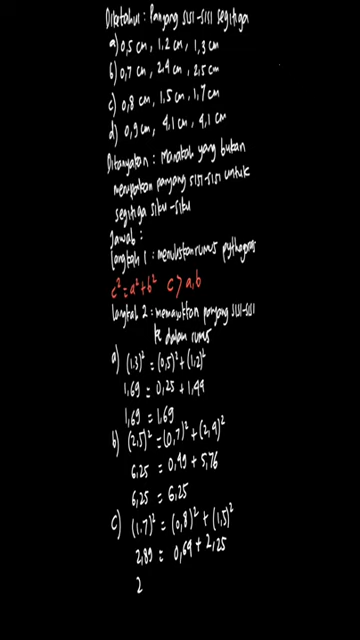 Diketahui : Panjang sisi-sisi segitiga
a) 0,5 cm , 1,2 cm , 1,3 cm
b) 0,7 cm , 2,4 cm , 2,5 cm
c) 0,8 cm , 1,5 cm , 1,7 cm
d) 0,9 cm , 4,1 cm , 4,1 cm
Ditanyakan : Manakah yang bukan
merupakan panjang sisi-sisi untuk
segitiga siku-siku
Jawab :
Langkah 1 : menuliskan rumus pythagoras
c² = a² + b² c > a,b
Langkah 2 : memasukkan panjang sisi-sisi
ke dalam rumus
a) (1,3)² = (0,5)² + (1,2)²
1,69 = 0,25 + 1,44
1,69 = 1,69
b) (2,5)² = (0,7)² + (2,4)²
6,25 = 0,49 + 5,76
6,25 = 6,25
c) (1,7)² = (0,8)² + (1,5)²
2,89 = 0,64 + 2,25
2